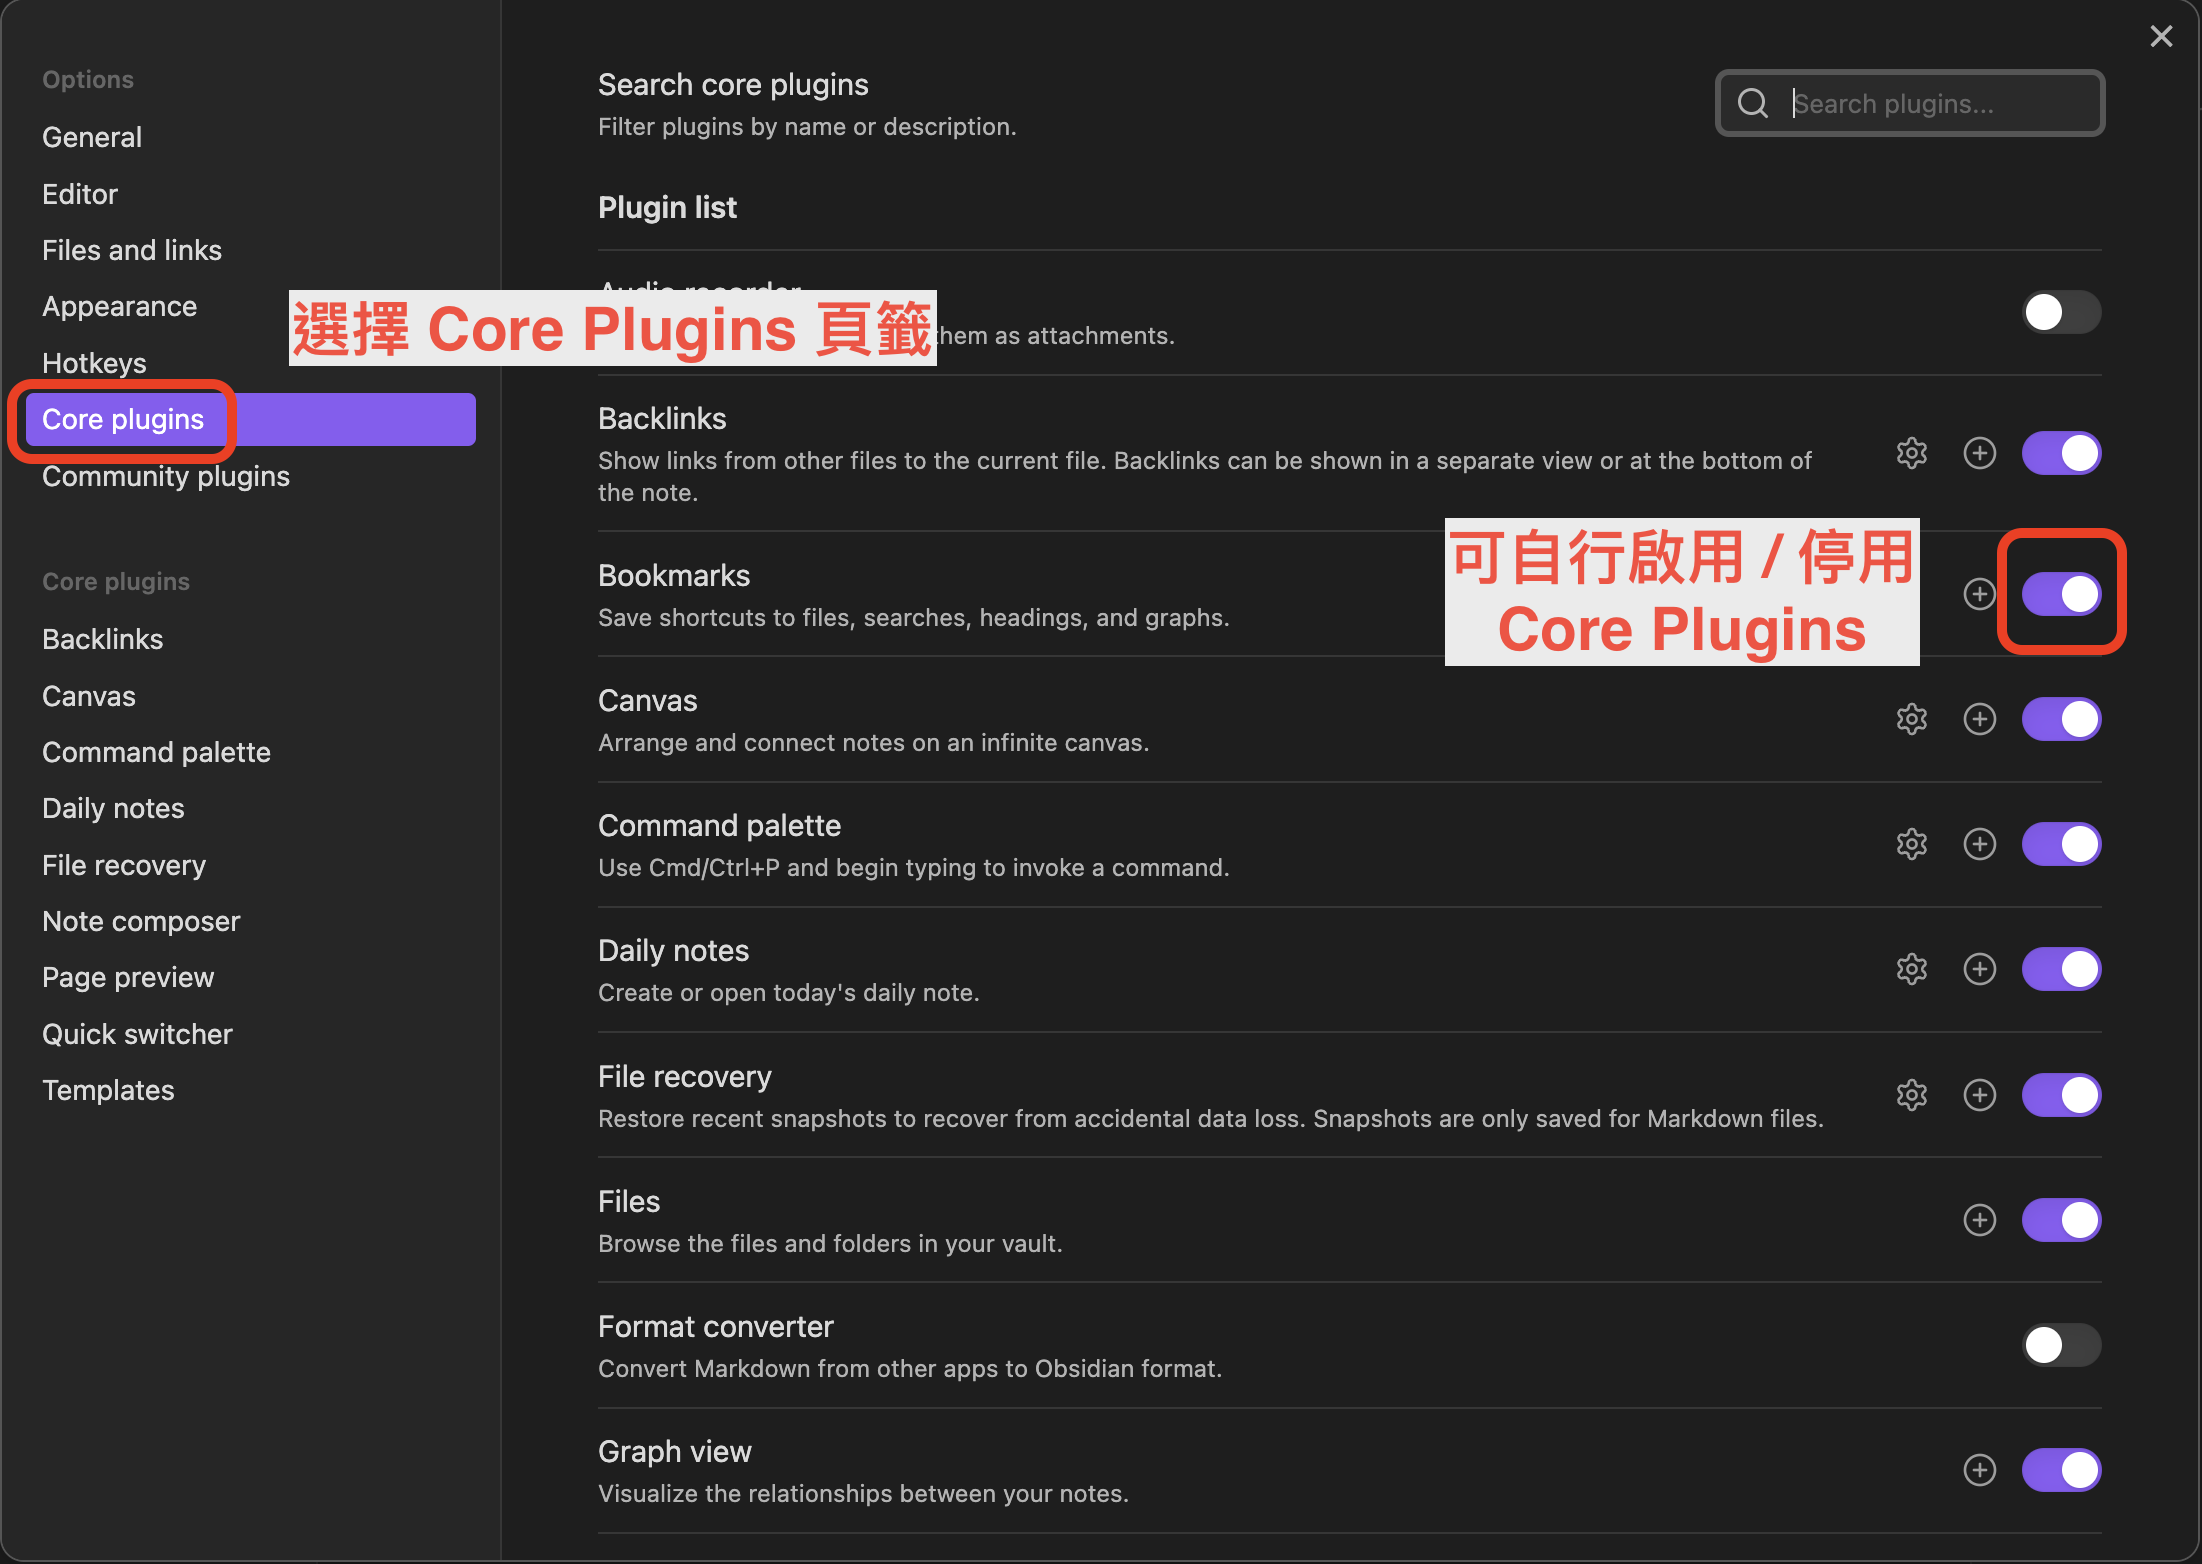 Options
General
Editor
Files and links
Appearance
Hotkeys
Core plugins
Community plugins
Core plugins
Backlinks
Canvas
Command palette
Daily notes
File recovery
Note composer
Page preview
Quick switcher
Templates
Search core plugins
Filter plugins by name or description.
Search plugins...
Plugin list
Audio recorder
選擇 Core Plugins 頁籤
them as attachments.
Backlinks
Show links from other files to the current file. Backlinks can be shown in a separate view or at the bottom of
the note.
Bookmarks
Save shortcuts to files, searches, headings, and graphs.
可自行啟用 / 停用
Core Plugins
Canvas
Arrange and connect notes on an infinite canvas.
Command palette
Use Cmd/Ctrl+P and begin typing to invoke a command.
Daily notes
Create or open today's daily note.
File recovery
Restore recent snapshots to recover from accidental data loss. Snapshots are only saved for Markdown files.
Files
Browse the files and folders in your vault.
Format converter
Convert Markdown from other apps to Obsidian format.
Graph view
Visualize the relationships between your notes.